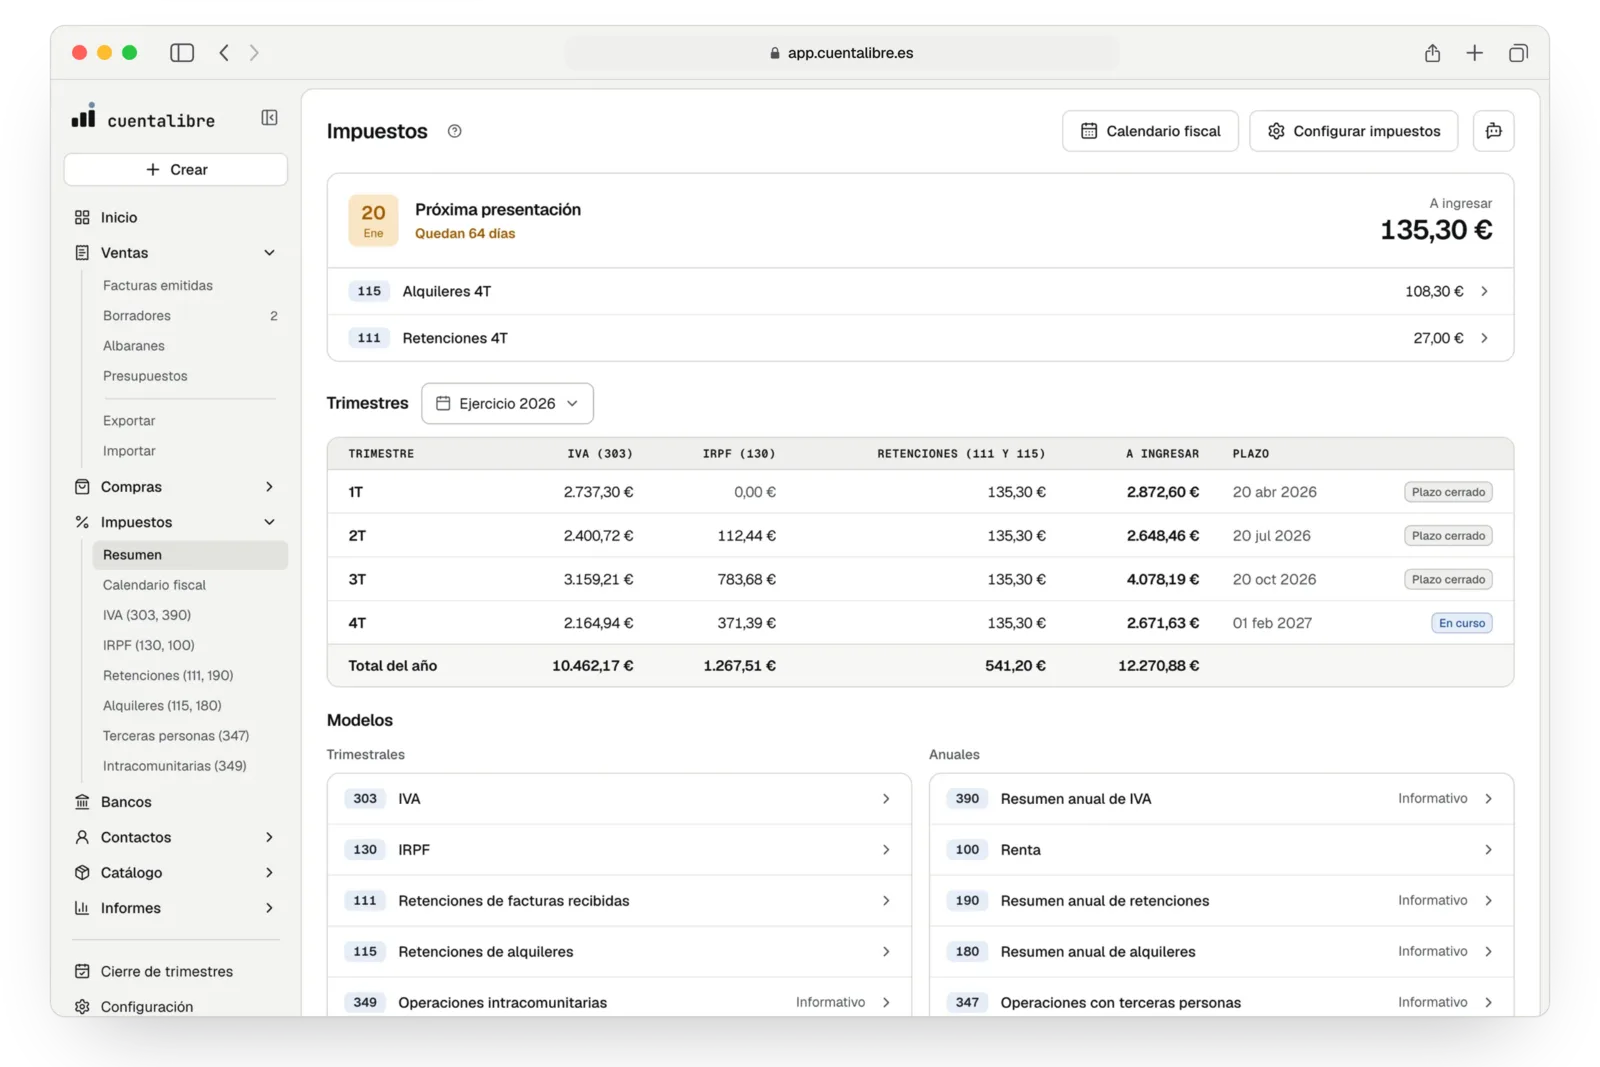 app.cuentalibre.es
cuentalibre
Crear
Inicio
Ventas
Facturas emitidas
Borradores 2
Albaranes
Presupuestos
Exportar
Importar
Compras
Impuestos
Resumen
Calendario fiscal
IVA (303, 390)
IRPF (130, 100)
Retenciones (111, 190)
Alquileres (115, 180)
Terceras personas (347)
Intracomunitarias (349)
Bancos
Contactos
Catálogo
Informes
Cierre de trimestres
Configuración
Impuestos ?
Calendario fiscal
Configurar impuestos
20
Ene
Próxima presentación
Quedan 64 días
A ingresar
135,30 €
115 Alquileres 4T 108,30 €
111 Retenciones 4T 27,00 €
Trimestres
Ejercicio 2026
TRIMESTRE IVA (303) IRPF (130) RETENCIONES (111 Y 115) A INGRESAR PLAZO
1T 2.737,30 € 0,00 € 135,30 € 2.872,60 € 20 abr 2026 Plazo cerrado
2T 2.400,72 € 112,44 € 135,30 € 2.648,46 € 20 jul 2026 Plazo cerrado
3T 3.159,21 € 783,68 € 135,30 € 4.078,19 € 20 oct 2026 Plazo cerrado
4T 2.164,94 € 371,39 € 135,30 € 2.671,63 € 01 feb 2027 En curso
Total del año 10.462,17 € 1.267,51 € 541,20 € 12.270,88 €
Modelos
Trimestrales
303 IVA
130 IRPF
111 Retenciones de facturas recibidas
115 Retenciones de alquileres
349 Operaciones intracomunitarias Informativo
Anuales
390 Resumen anual de IVA Informativo
100 Renta
190 Resumen anual de retenciones Informativo
180 Resumen anual de alquileres Informativo
347 Operaciones con terceras personas Informativo